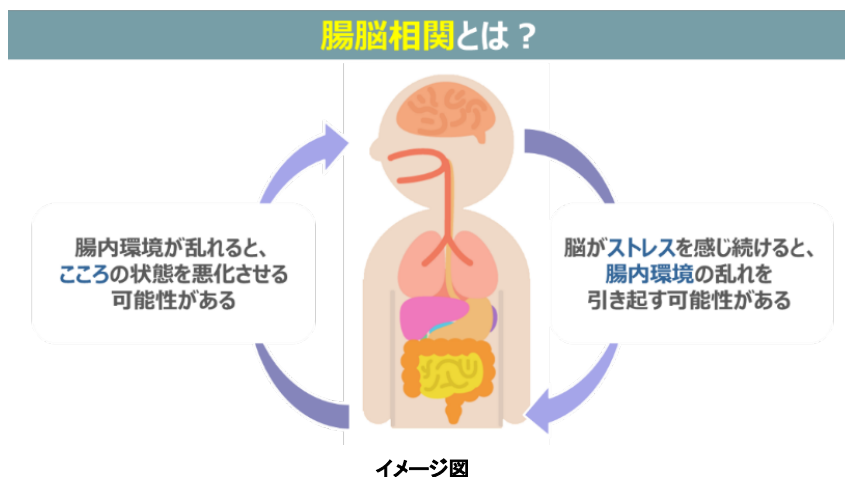 腸脳相関とは？
腸内環境が乱れると、
こころの状態を悪化させる
可能性がある
脳がストレスを感じ続けると、
腸内環境の乱れを
引き起す可能性がある
イメージ図